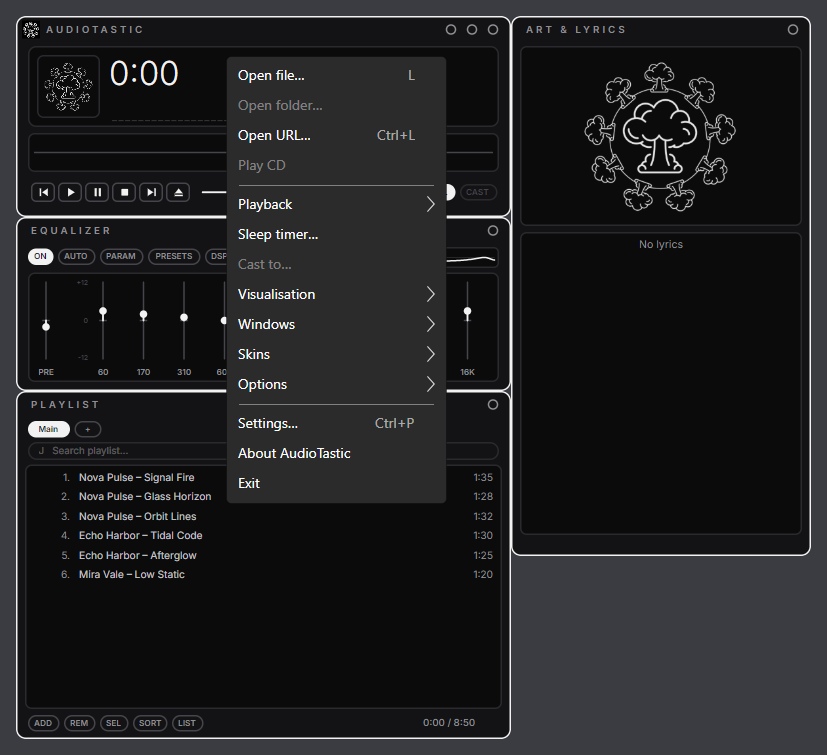 AUDIOTASTIC
0:00
CAST
Open file... L
Open folder...
Open URL... Ctrl+L
Play CD
Playback
Sleep timer...
Cast to...
Visualisation
Windows
Skins
Options
Settings... Ctrl+P
About AudioTastic
Exit
EQUALIZER
ON AUTO PARAM PRESETS
+12
0
-12
PRE 60 170 310 16K
PLAYLIST
Main +
J Search playlist...
1. Nova Pulse – Signal Fire 1:35
2. Nova Pulse – Glass Horizon 1:28
3. Nova Pulse – Orbit Lines 1:32
4. Echo Harbor – Tidal Code 1:30
5. Echo Harbor – Afterglow 1:25
6. Mira Vale – Low Static 1:20
ADD REM SEL SORT LIST 0:00 / 8:50
ART & LYRICS
No lyrics